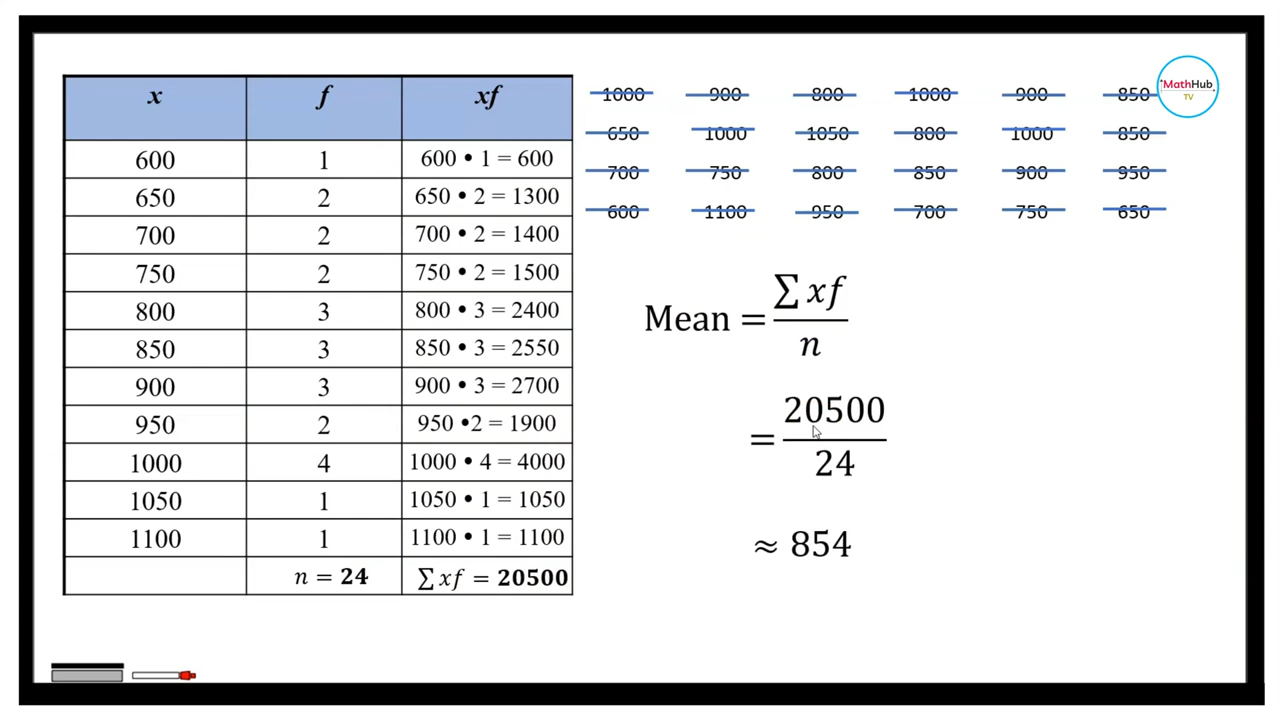 x f xf
600 1 600 • 1 = 600
650 2 650 • 2 = 1300
700 2 700 • 2 = 1400
750 2 750 • 2 = 1500
800 3 800 • 3 = 2400
850 3 850 • 3 = 2550
900 3 900 • 3 = 2700
950 2 950 •2 = 1900
1000 4 1000 • 4 = 4000
1050 1 1050 • 1 = 1050
1100 1 1100 • 1 = 1100
n = 24 ∑ xf = 20500
1000 900 800 1000 900 850
650 1000 1050 800 1000 850
700 750 800 850 900 950
600 1100 950 700 750 650
MathHub
TV
Mean = ∑ xf / n
= 20500 / 24
≈ 854